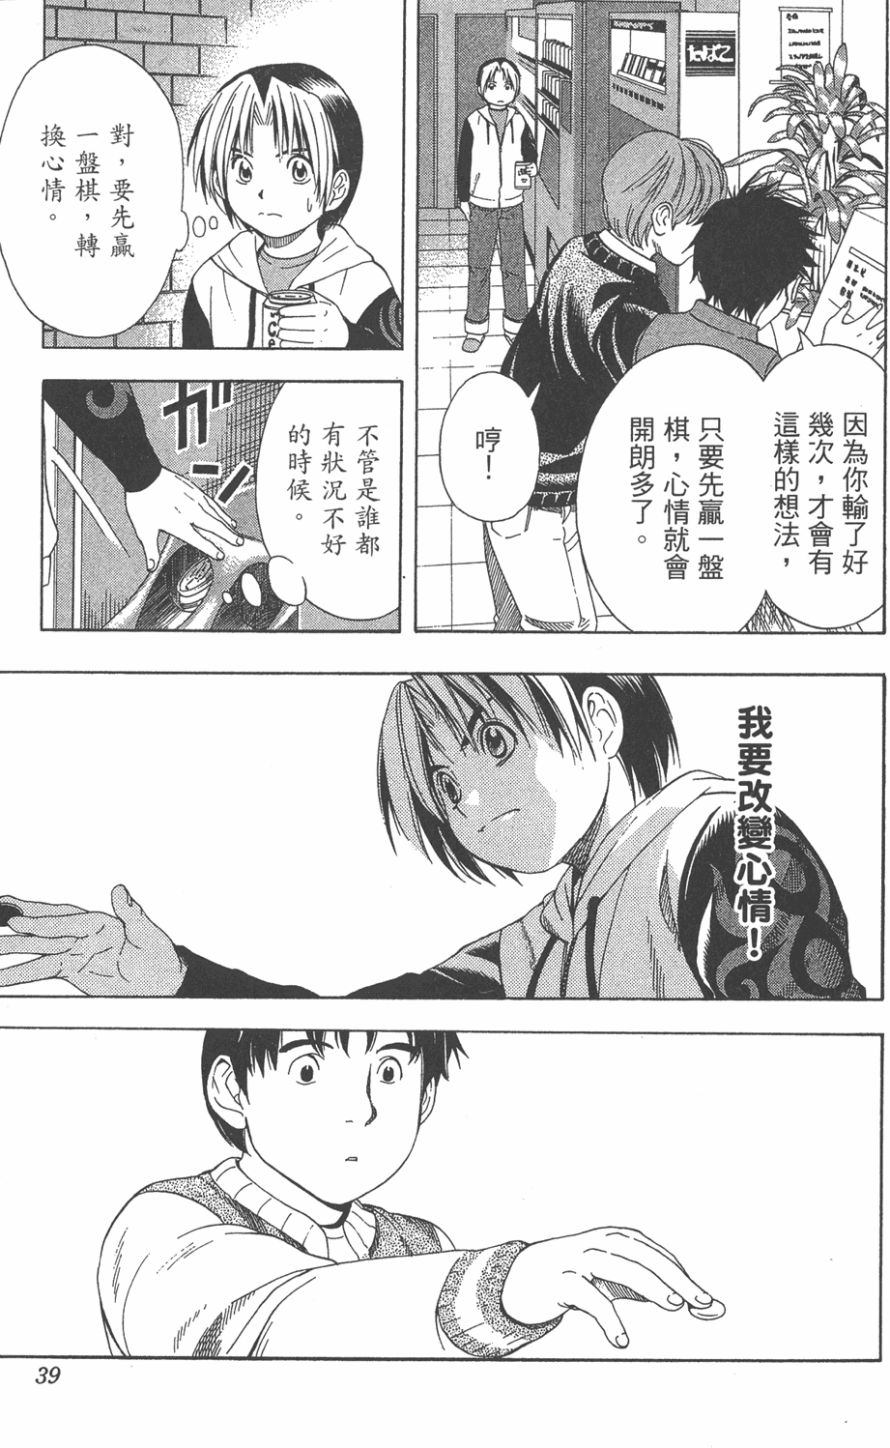 たばこ
因為你輸了好
幾次，才會有
這樣的想法，
只要先贏一盤
棋，心情就會
開朗多了。
哼！
對，要先贏
一盤棋，轉
換心情。
不管是誰都
有狀況不好
的時候。
ガーン
我要改變心情！
39